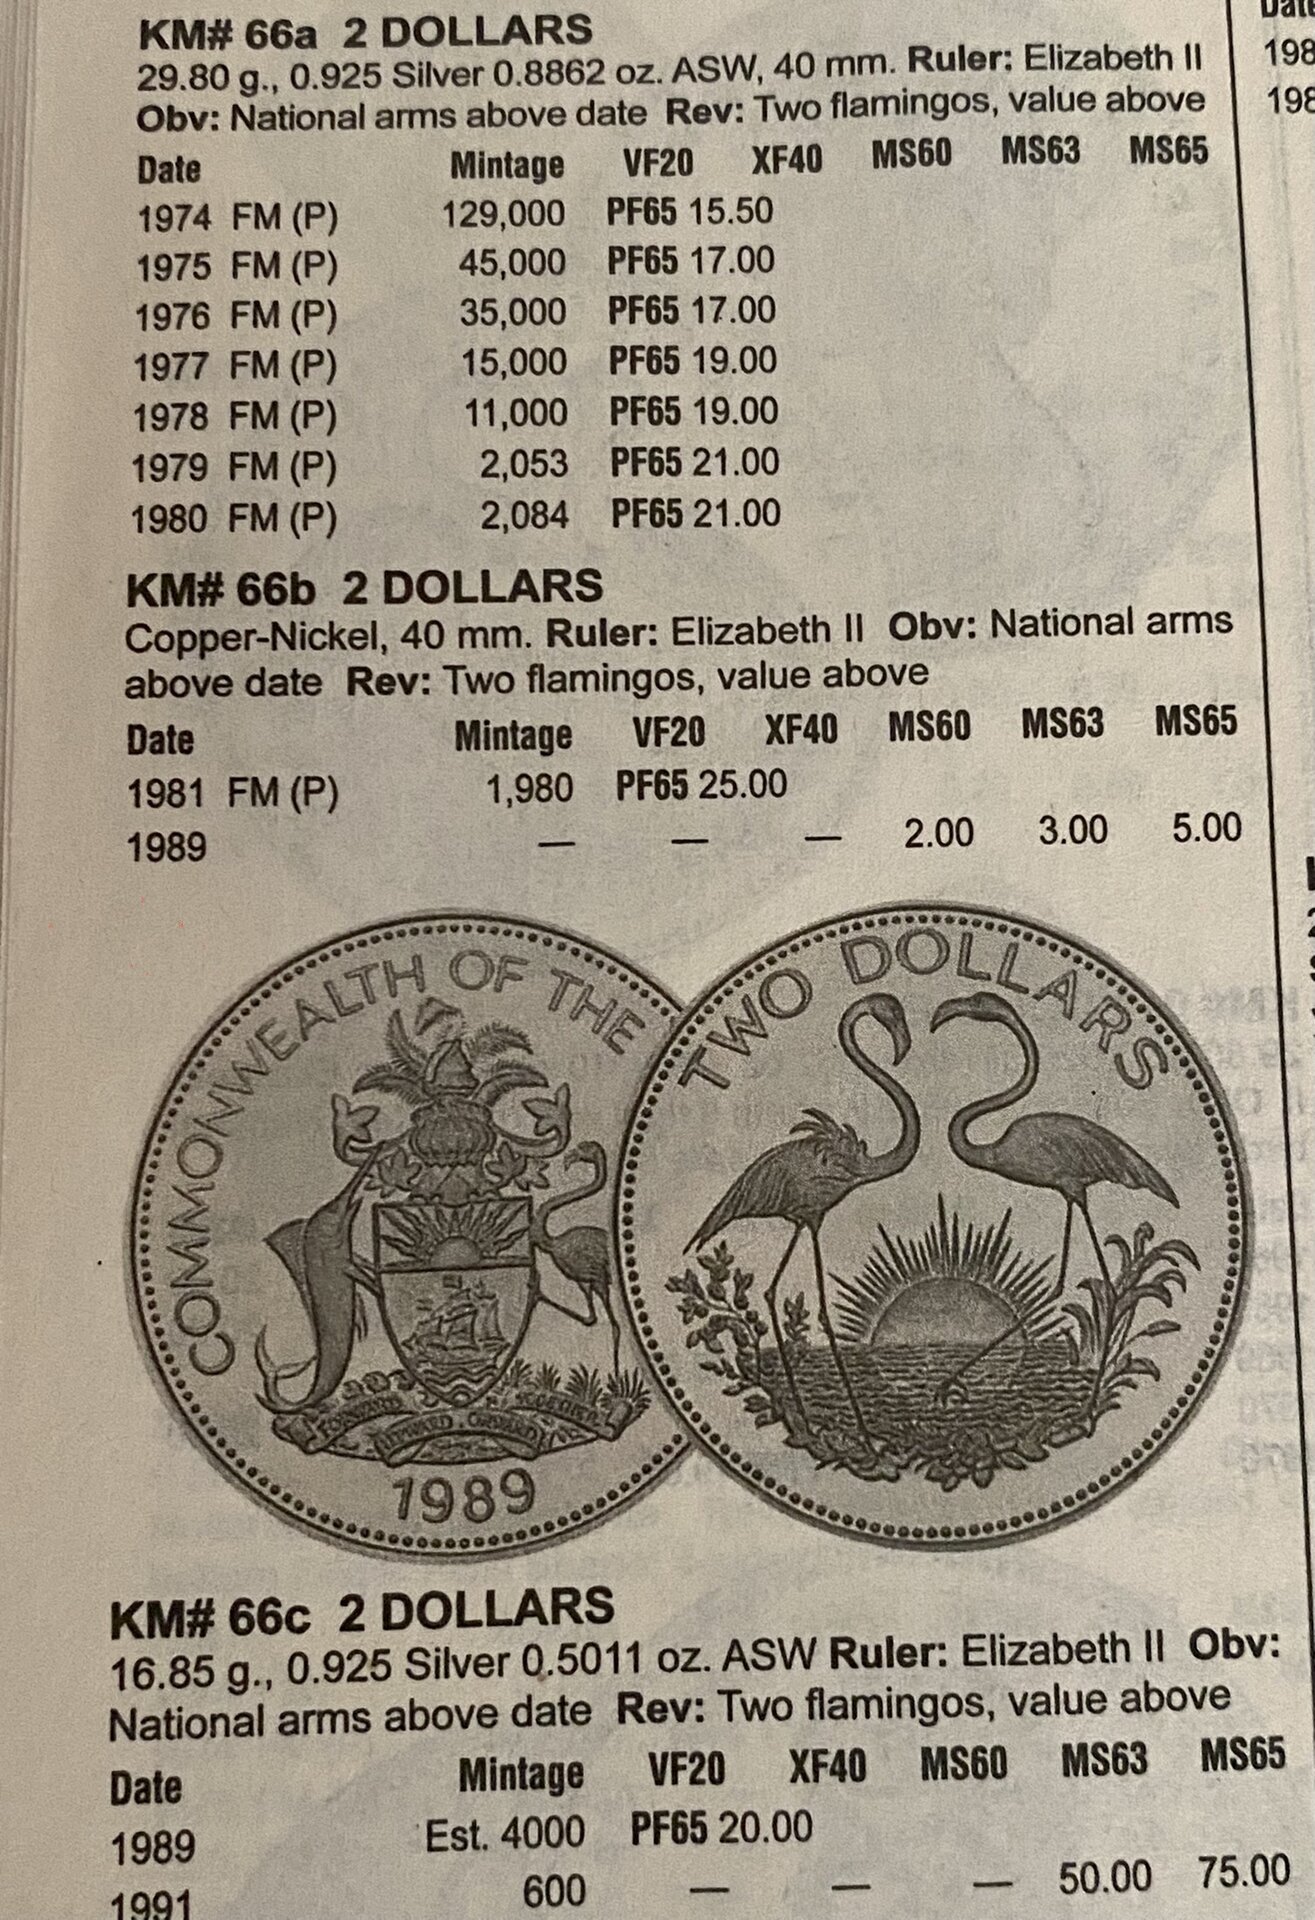 KM# 66a 2 DOLLARS
29.80 g., 0.925 Silver 0.8862 oz. ASW, 40 mm. Ruler: Elizabeth II
Obv: National arms above date Rev: Two flamingos, value above
Date Mintage VF20 XF40 MS60 MS63 MS65
1974 FM (P) 129,000 PF65 15.50
1975 FM (P) 45,000 PF65 17.00
1976 FM (P) 35,000 PF65 17.00
1977 FM (P) 15,000 PF65 19.00
1978 FM (P) 11,000 PF65 19.00
1979 FM (P) 2,053 PF65 21.00
1980 FM (P) 2,084 PF65 21.00
KM# 66b 2 DOLLARS
Copper-Nickel, 40 mm. Ruler: Elizabeth II Obv: National arms
above date Rev: Two flamingos, value above
Date Mintage VF20 XF40 MS60 MS63 MS65
1981 FM (P) 1,980 PF65 25.00
1989 — — — 2.00 3.00 5.00
COMMONWEALTH OF THE
FORWARD UPWARD ONWARD TOGETHER
1989
TWO DOLLARS
KM# 66c 2 DOLLARS
16.85 g., 0.925 Silver 0.5011 oz. ASW Ruler: Elizabeth II Obv:
National arms above date Rev: Two flamingos, value above
Date Mintage VF20 XF40 MS60 MS63 MS65
1989 Est. 4000 PF65 20.00
1991 600 — — — 50.00 75.00